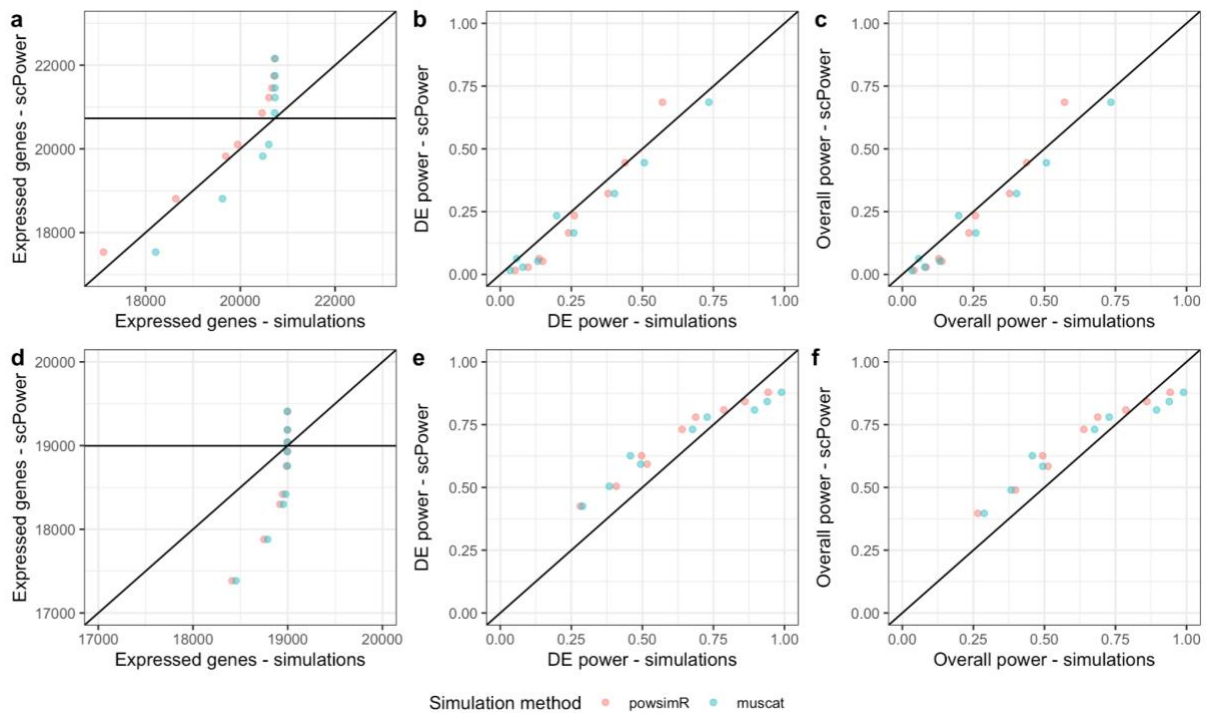 a
b
c
22000
20000
18000
Expressed genes - scPower
18000 20000 22000
Expressed genes - simulations
1.00
0.75
0.50
0.25
0.00
DE power - scPower
0.00 0.25 0.50 0.75 1.00
DE power - simulations
1.00
0.75
0.50
0.25
0.00
Overall power - scPower
0.00 0.25 0.50 0.75 1.00
Overall power - simulations
d
e
f
20000
19000
18000
17000
Expressed genes - scPower
17000 18000 19000 20000
Expressed genes - simulations
1.00
0.75
0.50
0.25
0.00
DE power - scPower
0.00 0.25 0.50 0.75 1.00
DE power - simulations
1.00
0.75
0.50
0.25
0.00
Overall power - scPower
0.00 0.25 0.50 0.75 1.00
Overall power - simulations
Simulation method powsimR muscat